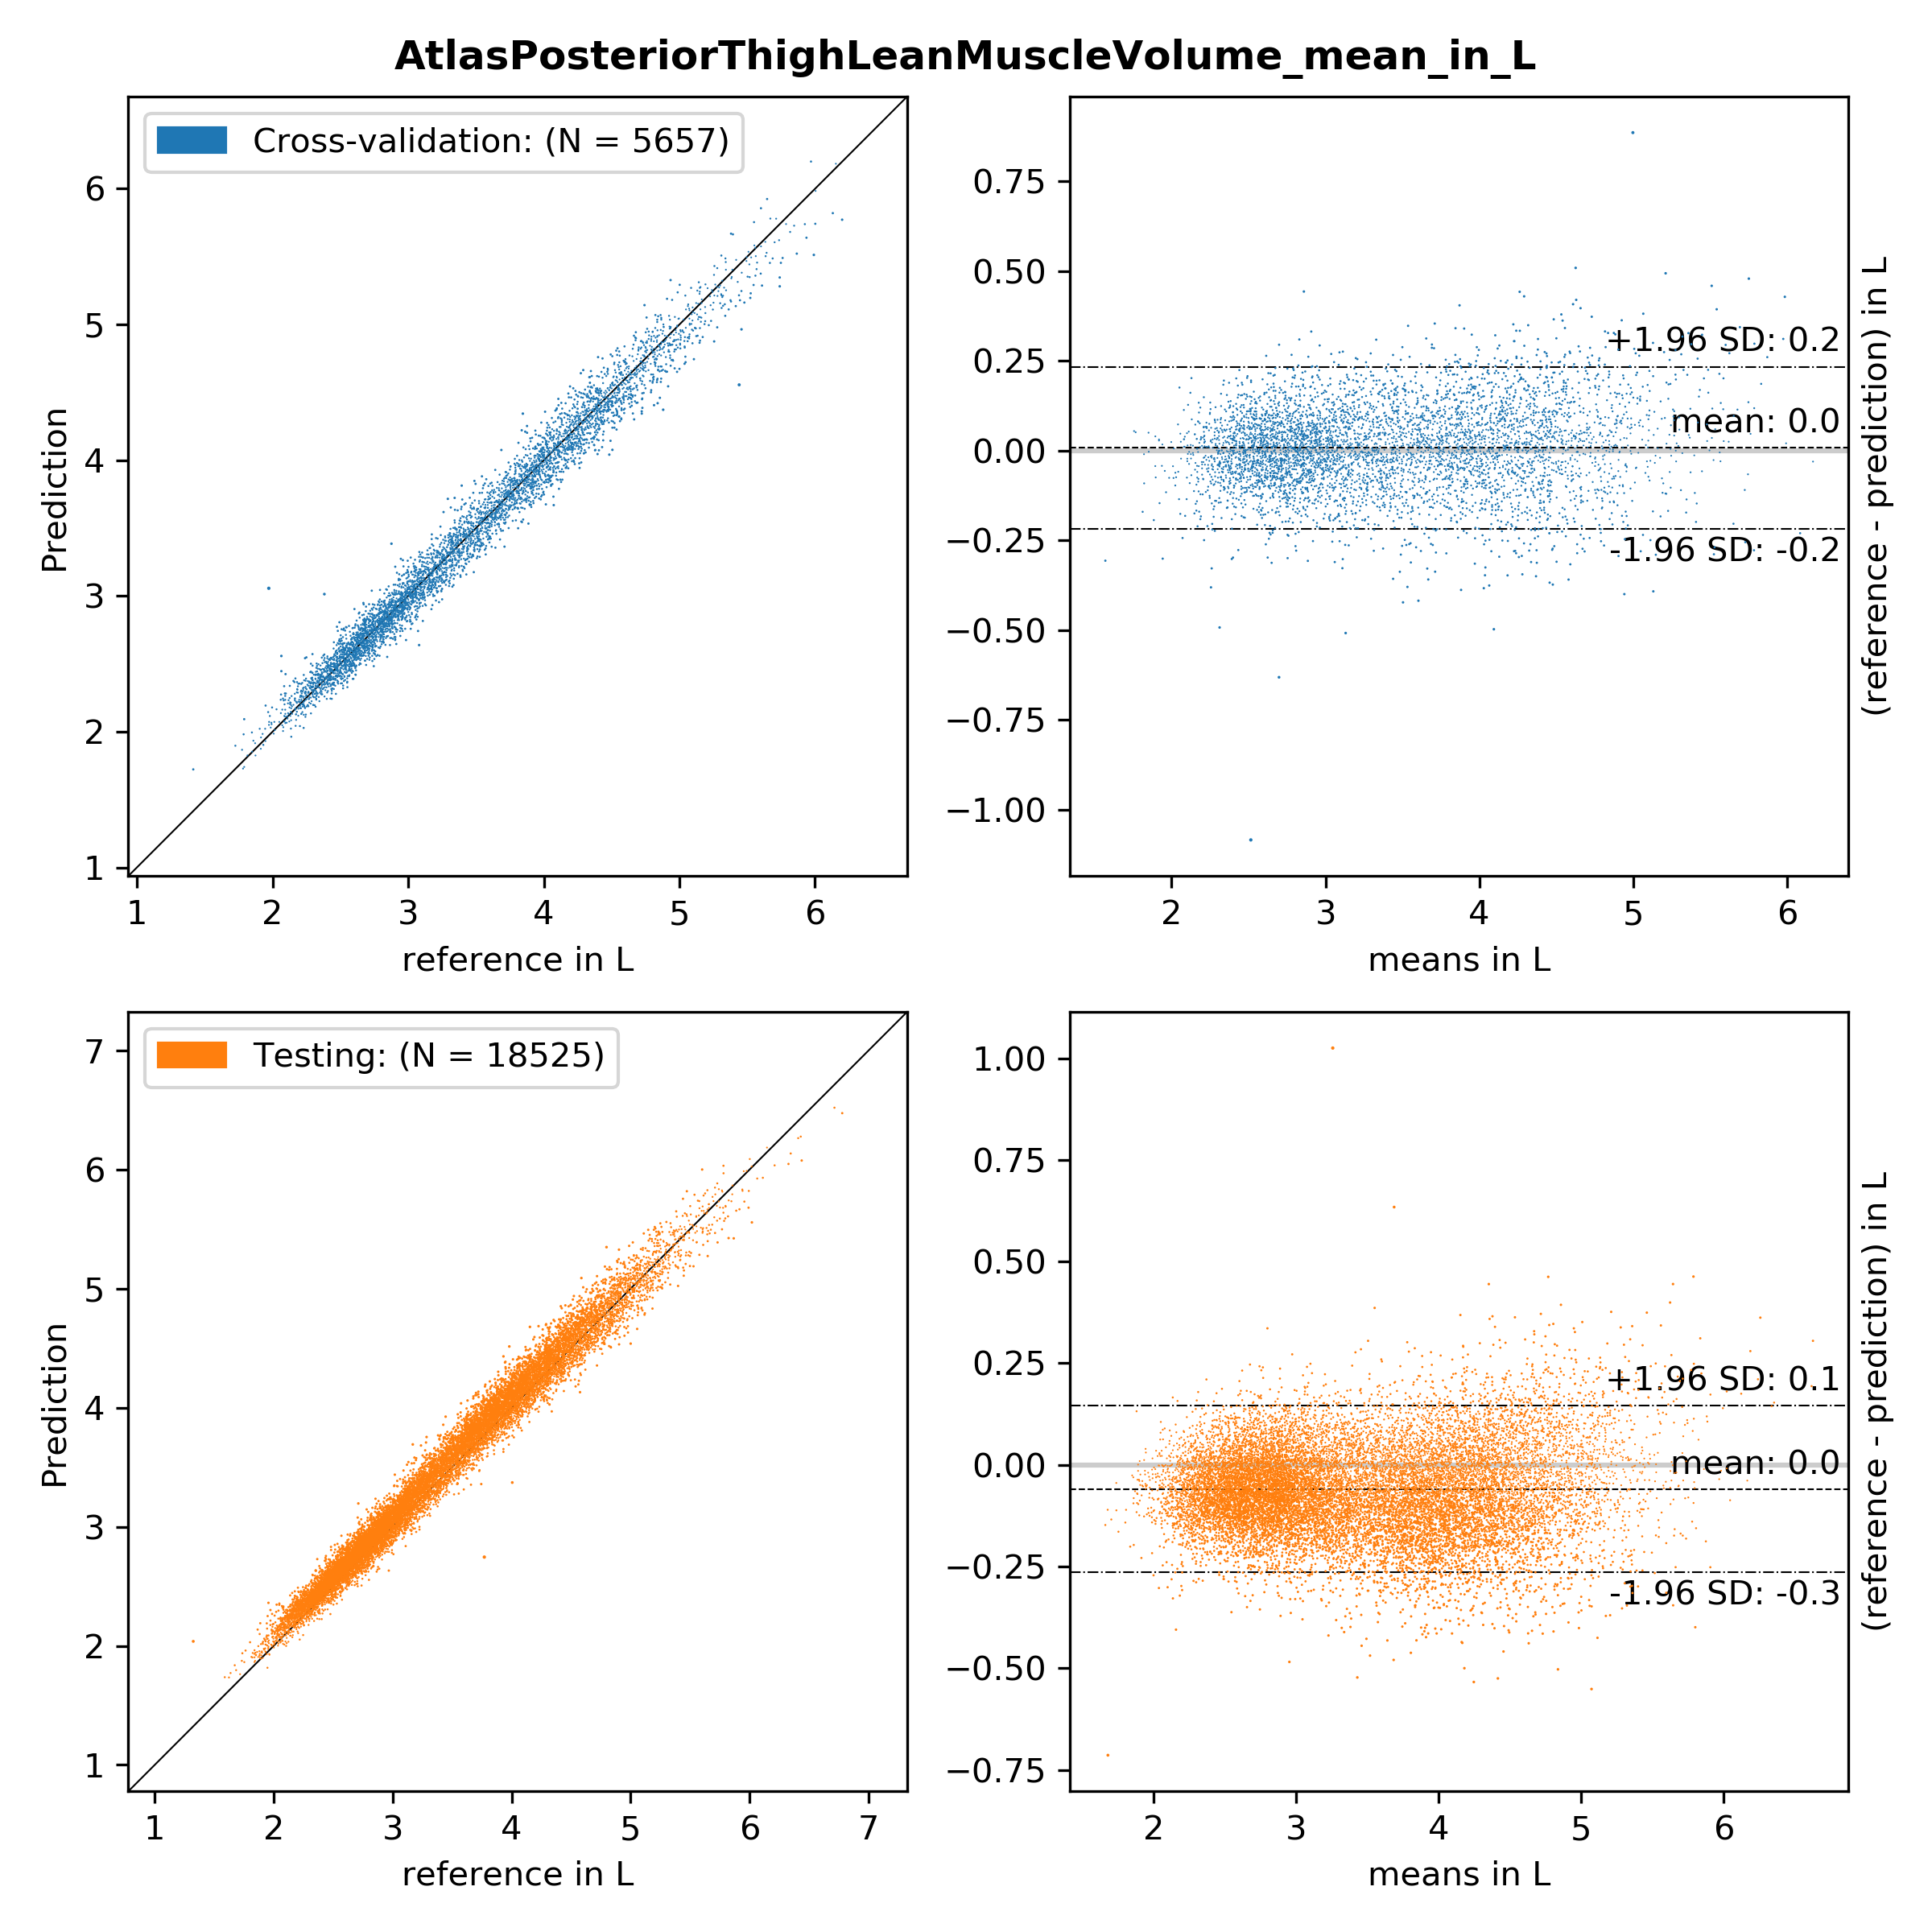 AtlasPosteriorThighLeanMuscleVolume_mean_in_L
Cross-validation: (N = 5657)
Prediction
6
5
4
3
2
1
1 2 3 4 5 6
reference in L
0.75
0.50
0.25
0.00
−0.25
−0.50
−0.75
−1.00
+1.96 SD: 0.2
mean: 0.0
-1.96 SD: -0.2
(reference - prediction) in L
2 3 4 5 6
means in L
Testing: (N = 18525)
Prediction
7
6
5
4
3
2
1
1 2 3 4 5 6 7
reference in L
1.00
0.75
0.50
0.25
0.00
−0.25
−0.50
−0.75
+1.96 SD: 0.1
mean: 0.0
-1.96 SD: -0.3
(reference - prediction) in L
2 3 4 5 6
means in L